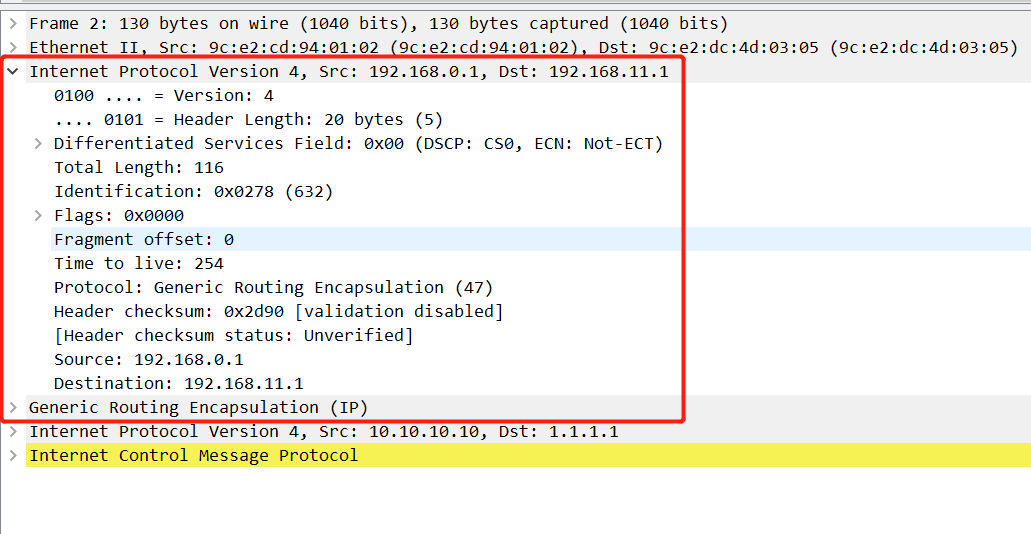 Frame 2: 130 bytes on wire (1040 bits), 130 bytes captured (1040 bits)
Ethernet II, Src: 9c:e2:cd:94:01:02 (9c:e2:cd:94:01:02), Dst: 9c:e2:dc:4d:03:05 (9c:e2:dc:4d:03:05)
Internet Protocol Version 4, Src: 192.168.0.1, Dst: 192.168.11.1
0100 .... = Version: 4
.... 0101 = Header Length: 20 bytes (5)
Differentiated Services Field: 0x00 (DSCP: CS0, ECN: Not-ECT)
Total Length: 116
Identification: 0x0278 (632)
Flags: 0x0000
Fragment offset: 0
Time to live: 254
Protocol: Generic Routing Encapsulation (47)
Header checksum: 0x2d90 [validation disabled]
[Header checksum status: Unverified]
Source: 192.168.0.1
Destination: 192.168.11.1
Generic Routing Encapsulation (IP)
Internet Protocol Version 4, Src: 10.10.10.10, Dst: 1.1.1.1
Internet Control Message Protocol